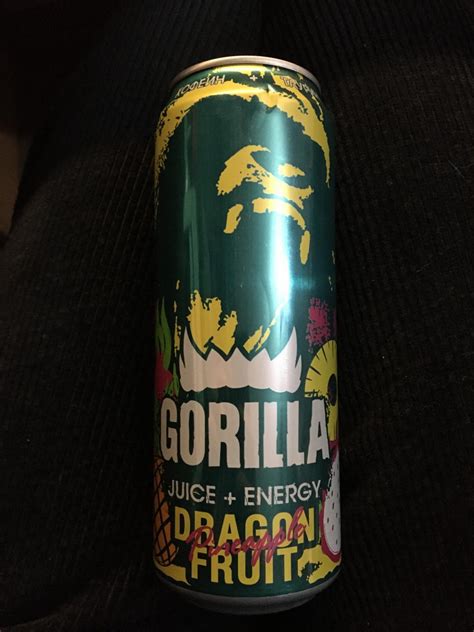 КОФЕИН +
GORILLA
JUICE + ENERGY
DRAGON
Pineapple
FRUIT